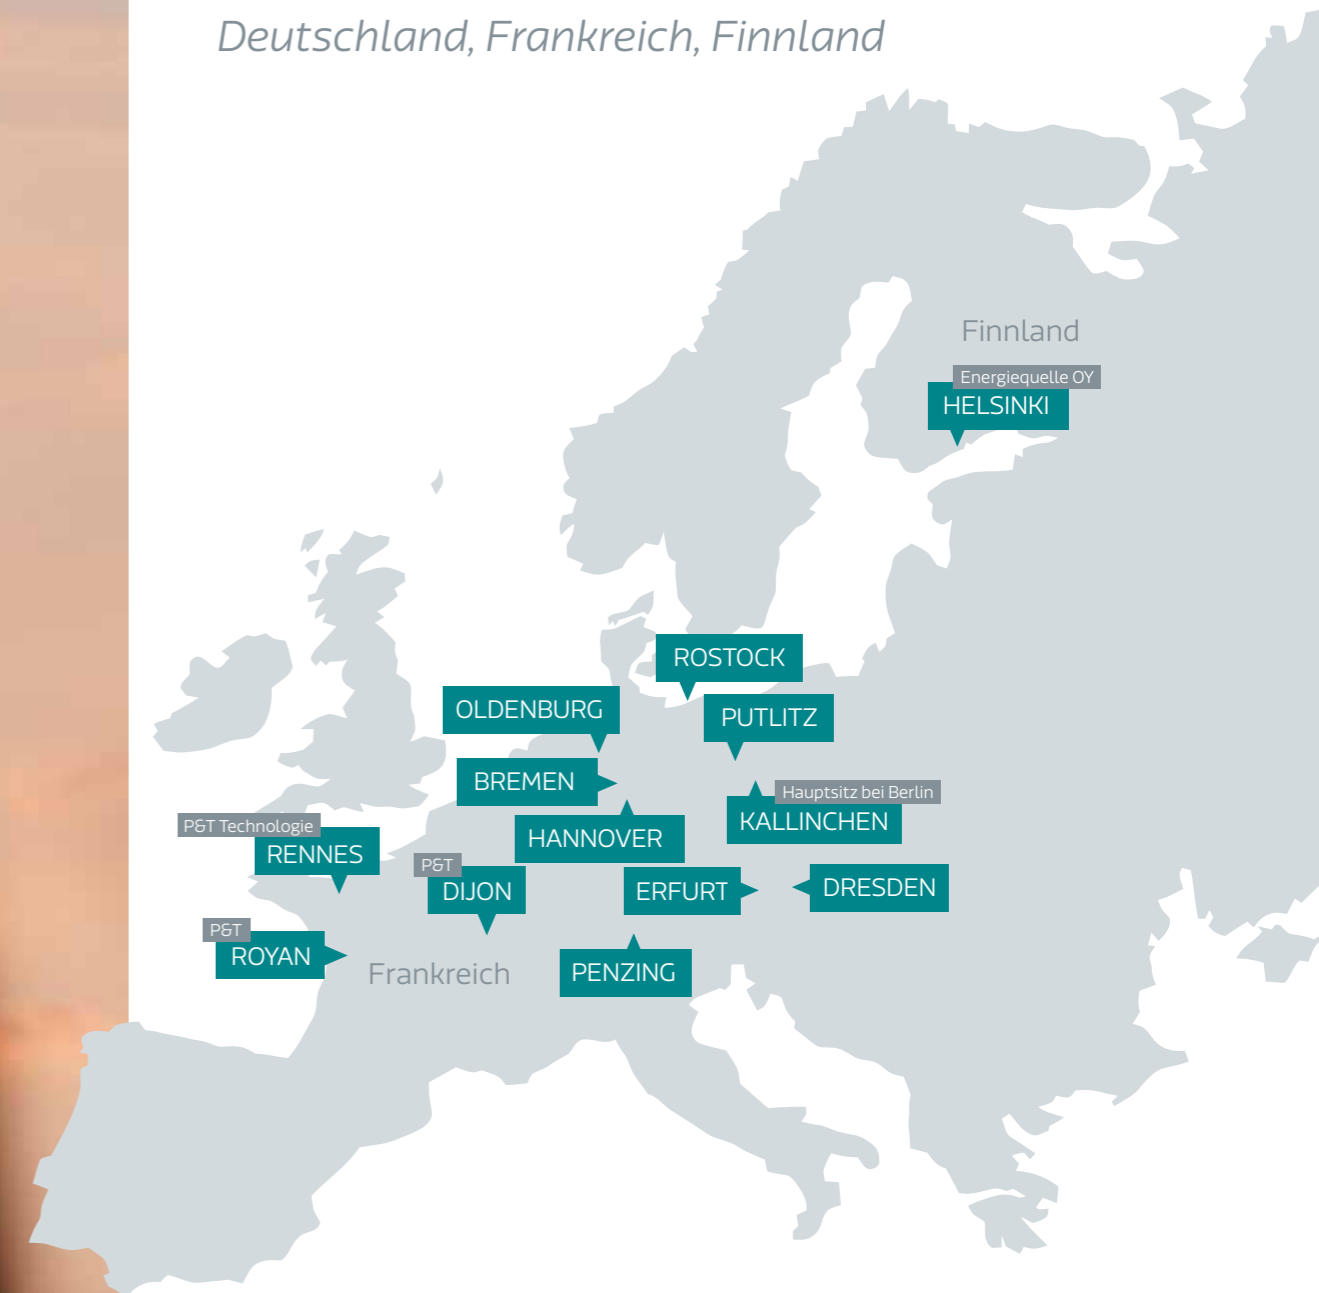 Deutschland, Frankreich, Finnland
Finnland
Energiequelle OY
HELSINKI
ROSTOCK
OLDENBURG
PUTLITZ
BREMEN
Hauptsitz bei Berlin
KALLINCHEN
HANNOVER
P&T Technologie
RENNES
P&T
DIJON
ERFURT
DRESDEN
P&T
ROYAN
Frankreich
PENZING